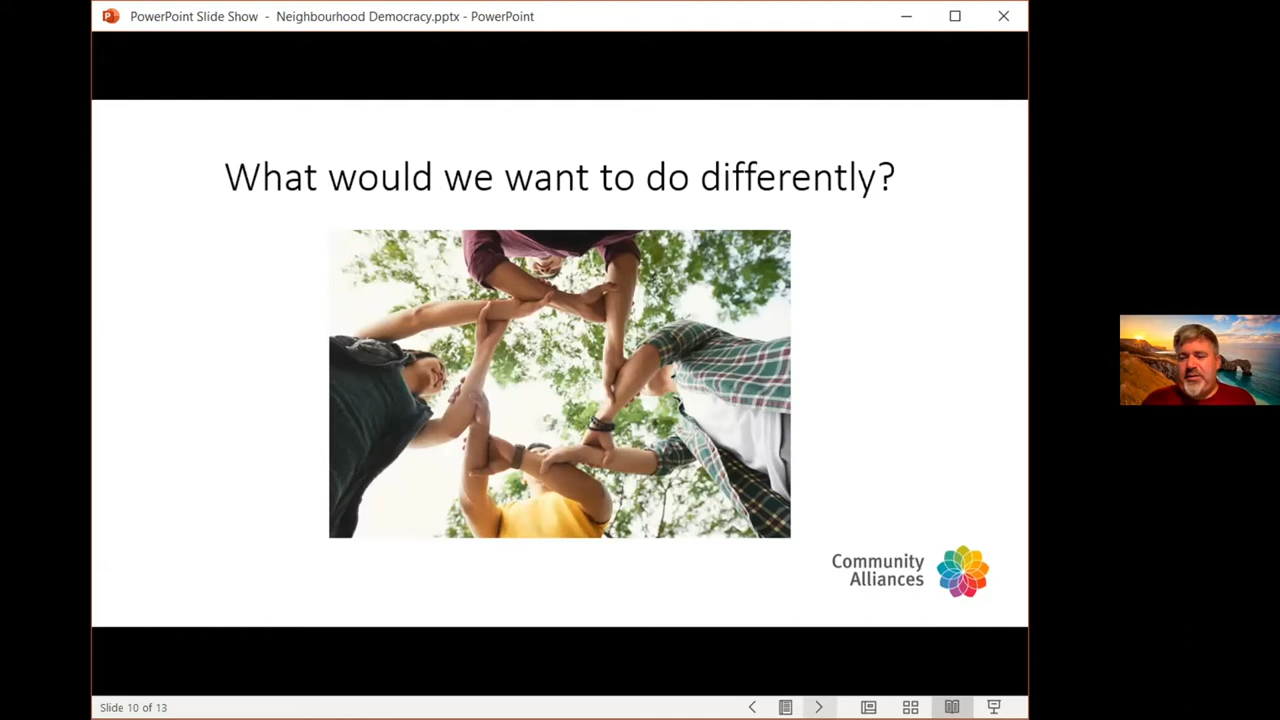 PowerPoint Slide Show - Neighbourhood Democracy.pptx - PowerPoint
What would we want to do differently?
Community
Alliances
Slide 10 of 13